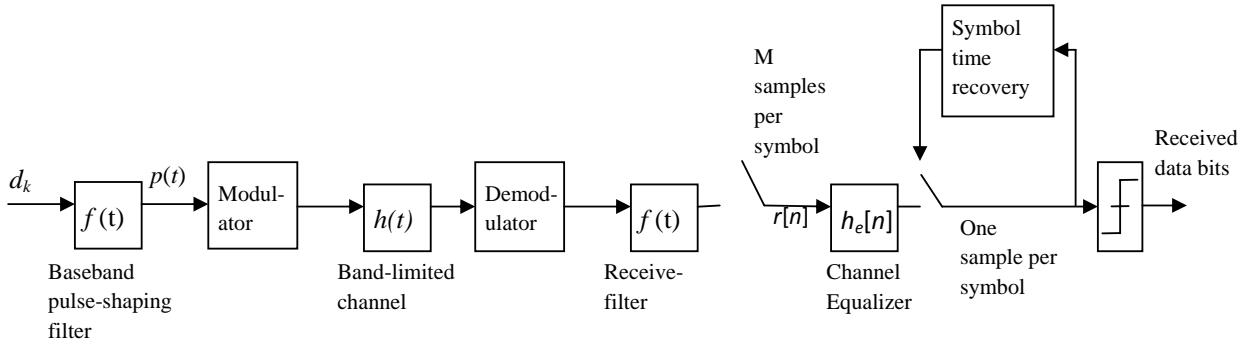 Symbol
time
recovery
M
samples
per
symbol
Received
data bits
d_k
p(t)
f(t)
Modul-
ator
h(t)
Demod-
ulator
f(t)
r[n]
h_e[n]
One
sample per
symbol
Baseband
pulse-shaping
filter
Band-limited
channel
Receive-
filter
Channel
Equalizer